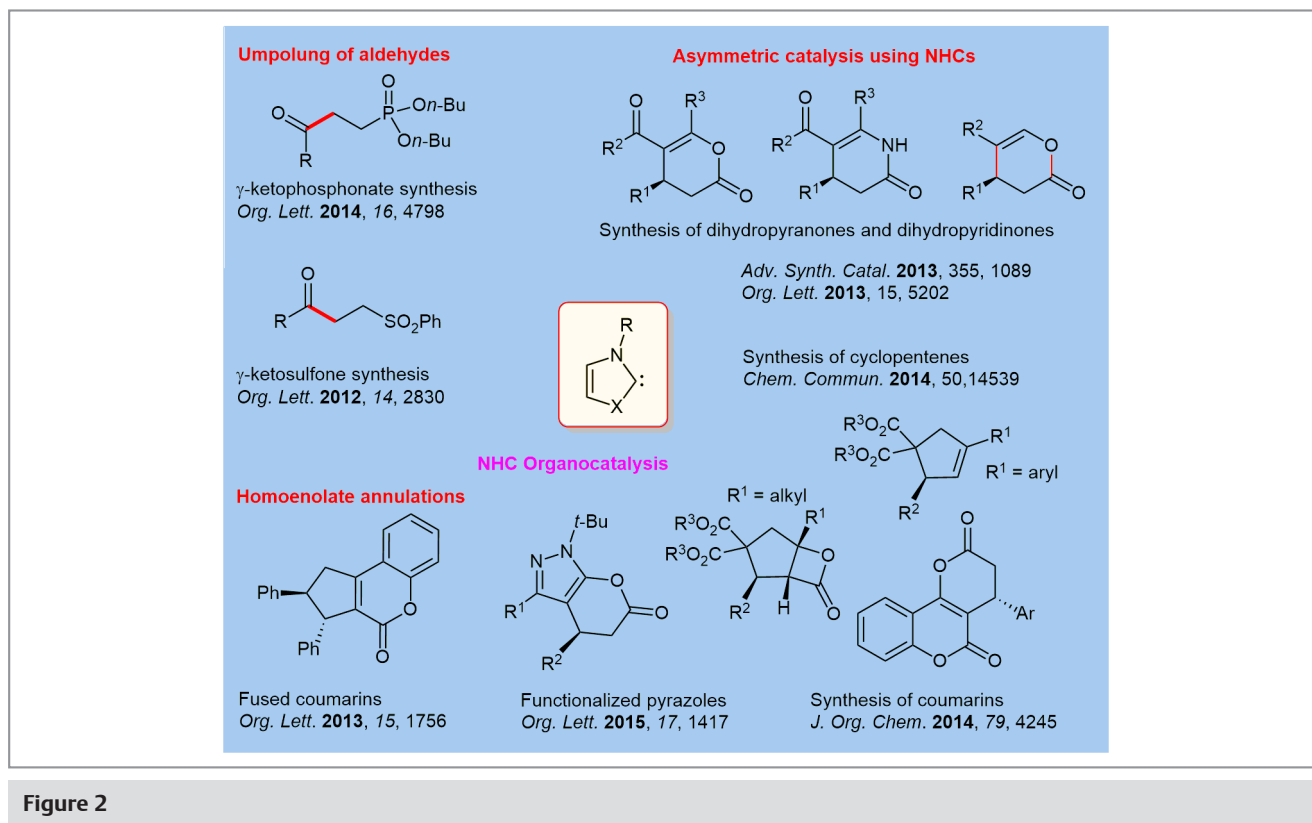 Umpolung of aldehydes
O
O
P
On-Bu
On-Bu
R
γ-ketophosphonate synthesis
Org. Lett. 2014, 16, 4798
O
R
SO₂Ph
γ-ketosulfone synthesis
Org. Lett. 2012, 14, 2830
Asymmetric catalysis using NHCs
O
R³
R²
O
R¹
O
O
R³
R²
NH
R¹
O
R²
O
R¹
O
Synthesis of dihydropyranones and dihydropyridinones
Adv. Synth. Catal. 2013, 355, 1089
Org. Lett. 2013, 15, 5202
R
N
:
X
NHC Organocatalysis
Synthesis of cyclopentenes
Chem. Commun. 2014, 50,14539
R³O₂C
R³O₂C
R¹
R¹ = aryl
R²
Homoenolate annulations
Ph
Ph
O
O
Fused coumarins
Org. Lett. 2013, 15, 1756
t-Bu
N
N
O
R¹
O
R²
Functionalized pyrazoles
Org. Lett. 2015, 17, 1417
R¹ = alkyl
R³O₂C
R¹
R³O₂C
O
R²
H
O
O
O
Ar
O
O
Synthesis of coumarins
J. Org. Chem. 2014, 79, 4245
Figure 2